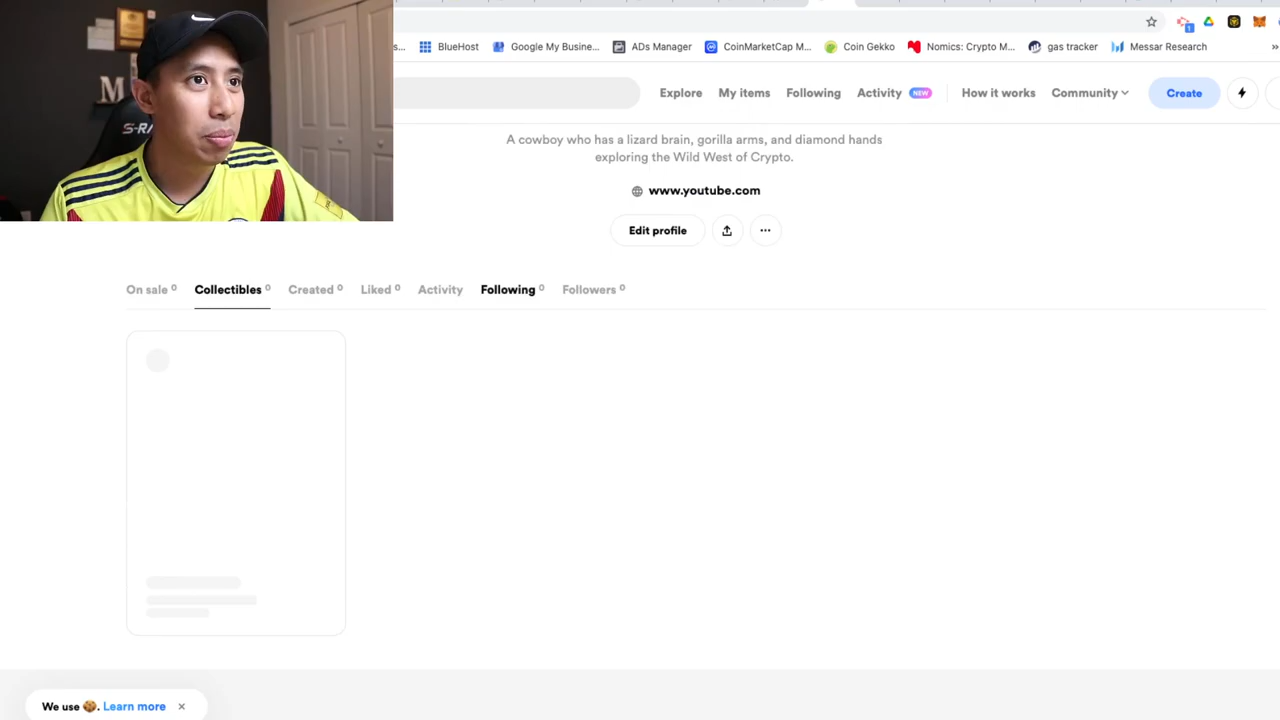 M
S-RA
s...
BlueHost
Google My Busine...
ADs Manager
CoinMarketCap M...
Coin Gekko
Nomics: Crypto M...
gas tracker
Messar Research
»
Explore
My items
Following
Activity NEW
How it works
Community
Create
A cowboy who has a lizard brain, gorilla arms, and diamond hands
exploring the Wild West of Crypto.
www.youtube.com
Edit profile
On sale 0
Collectibles 0
Created 0
Liked 0
Activity
Following 0
Followers 0
We use 🍪. Learn more ×